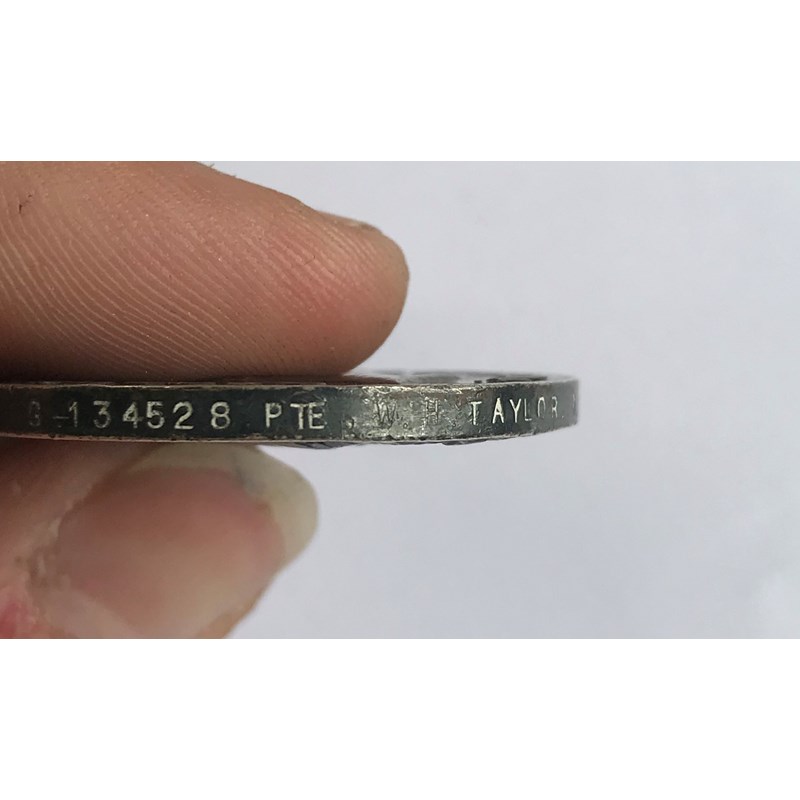 134528 PTE. W. H. TAYLOR.